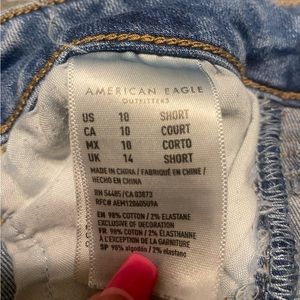 AMERICAN EAGLE
OUTFITTERS
US 10 SHORT
CA 10 COURT
MX 10 CORTO
UK 14 SHORT
MADE IN CHINA / FABRIQUÉ EN CHINE /
HECHO EN CHINA
RN 54485/CA 03873
RFC# AEM120605U9A
EN 98% COTTON / 2% ELASTANE
EXCLUSIVE OF DECORATION
FR 98% COTON / 2% ÉLASTHANNE
À L'EXCEPTION DE LA GARNITURE
SP 98% algodón / 2% elastano